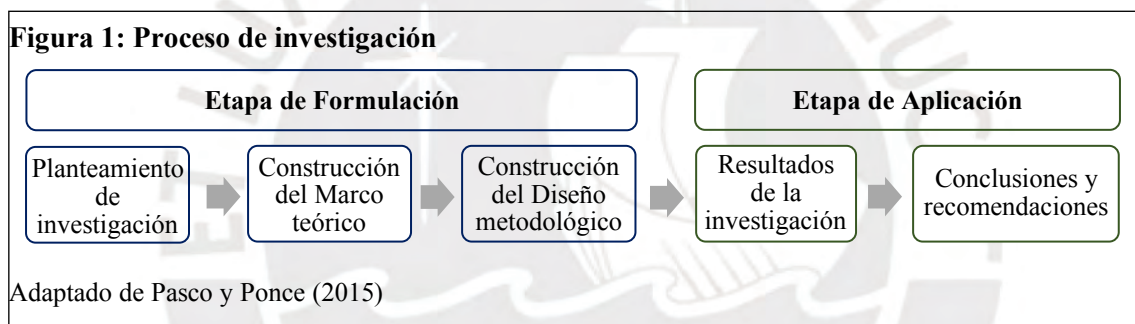 Figura 1: Proceso de investigación
Etapa de Formulación
Etapa de Aplicación
Planteamiento
de
investigación
Construcción
del Marco
teórico
Construcción
del Diseño
metodológico
Resultados
de la
investigación
Conclusiones y
recomendaciones
Adaptado de Pasco y Ponce (2015)